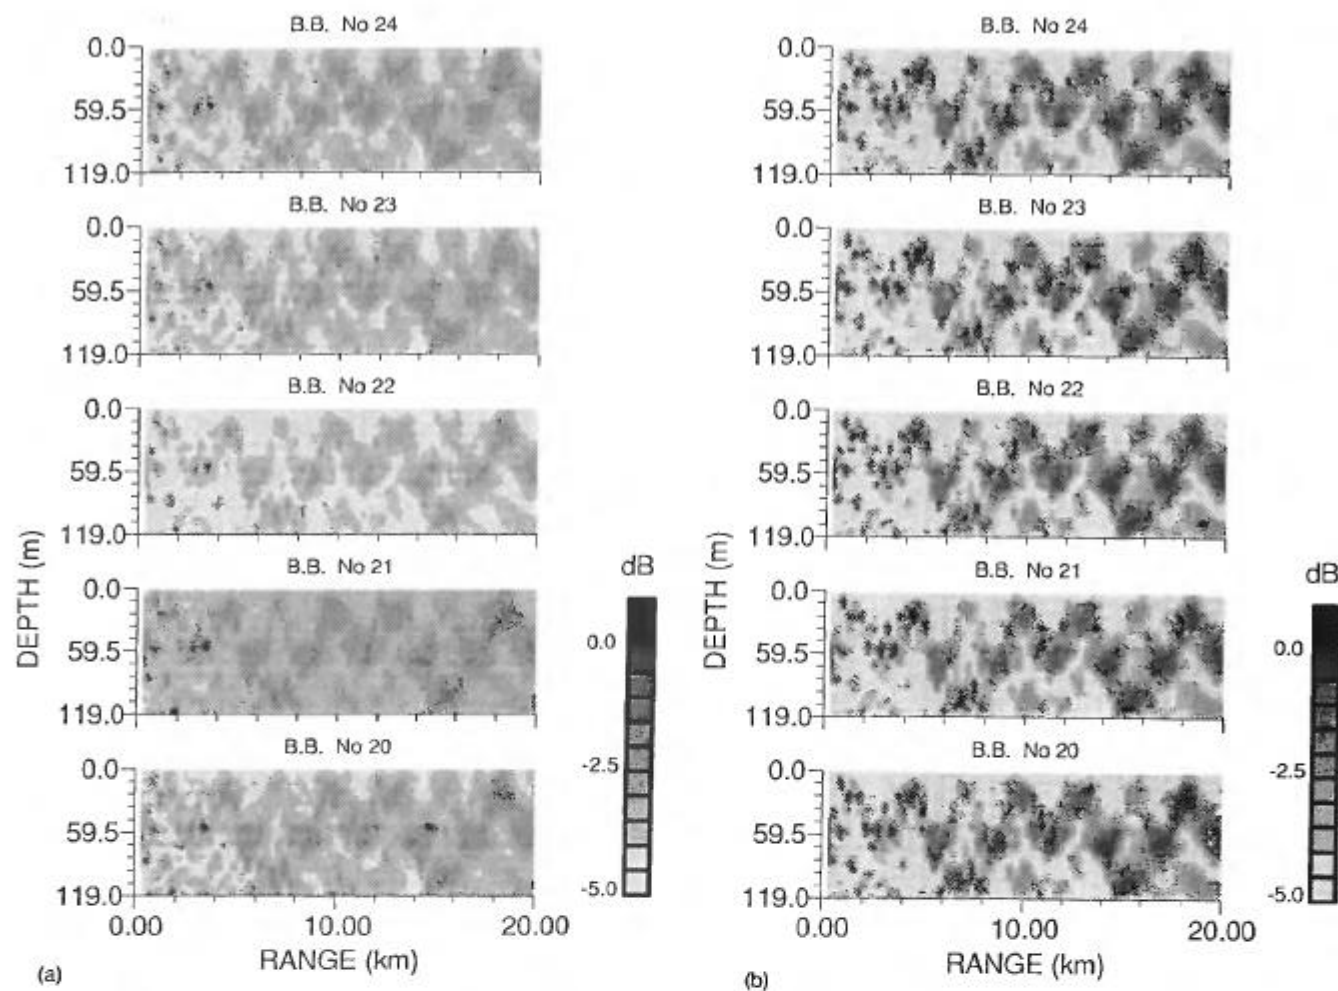 B.B. No 24
0.0
59.5
119.0
B.B. No 23
0.0
59.5
119.0
B.B. No 22
0.0
59.5
119.0
B.B. No 21
0.0
59.5
119.0
B.B. No 20
0.0
59.5
119.0
0.00 10.00 20.00
RANGE (km)
DEPTH (m)
dB
0.0
-2.5
-5.0
(a)
B.B. No 24
0.0
59.5
119.0
B.B. No 23
0.0
59.5
119.0
B.B. No 22
0.0
59.5
119.0
B.B. No 21
0.0
59.5
119.0
B.B. No 20
0.0
59.5
119.0
0.00 10.00 20.00
RANGE (km)
DEPTH (m)
dB
0.0
-2.5
-5.0
(b)